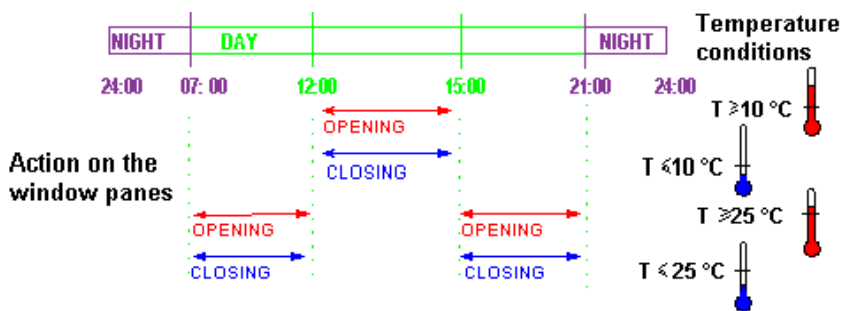 Temperature
conditions
NIGHT DAY NIGHT
24:00 07: 00 12:00 15:00 21:00 24:00
T ⩾10 °C
OPENING
Action on the
window panes
CLOSING
T ⩽10 °C
OPENING OPENING
T ⩾25 °C
CLOSING CLOSING
T ⩽ 25 °C